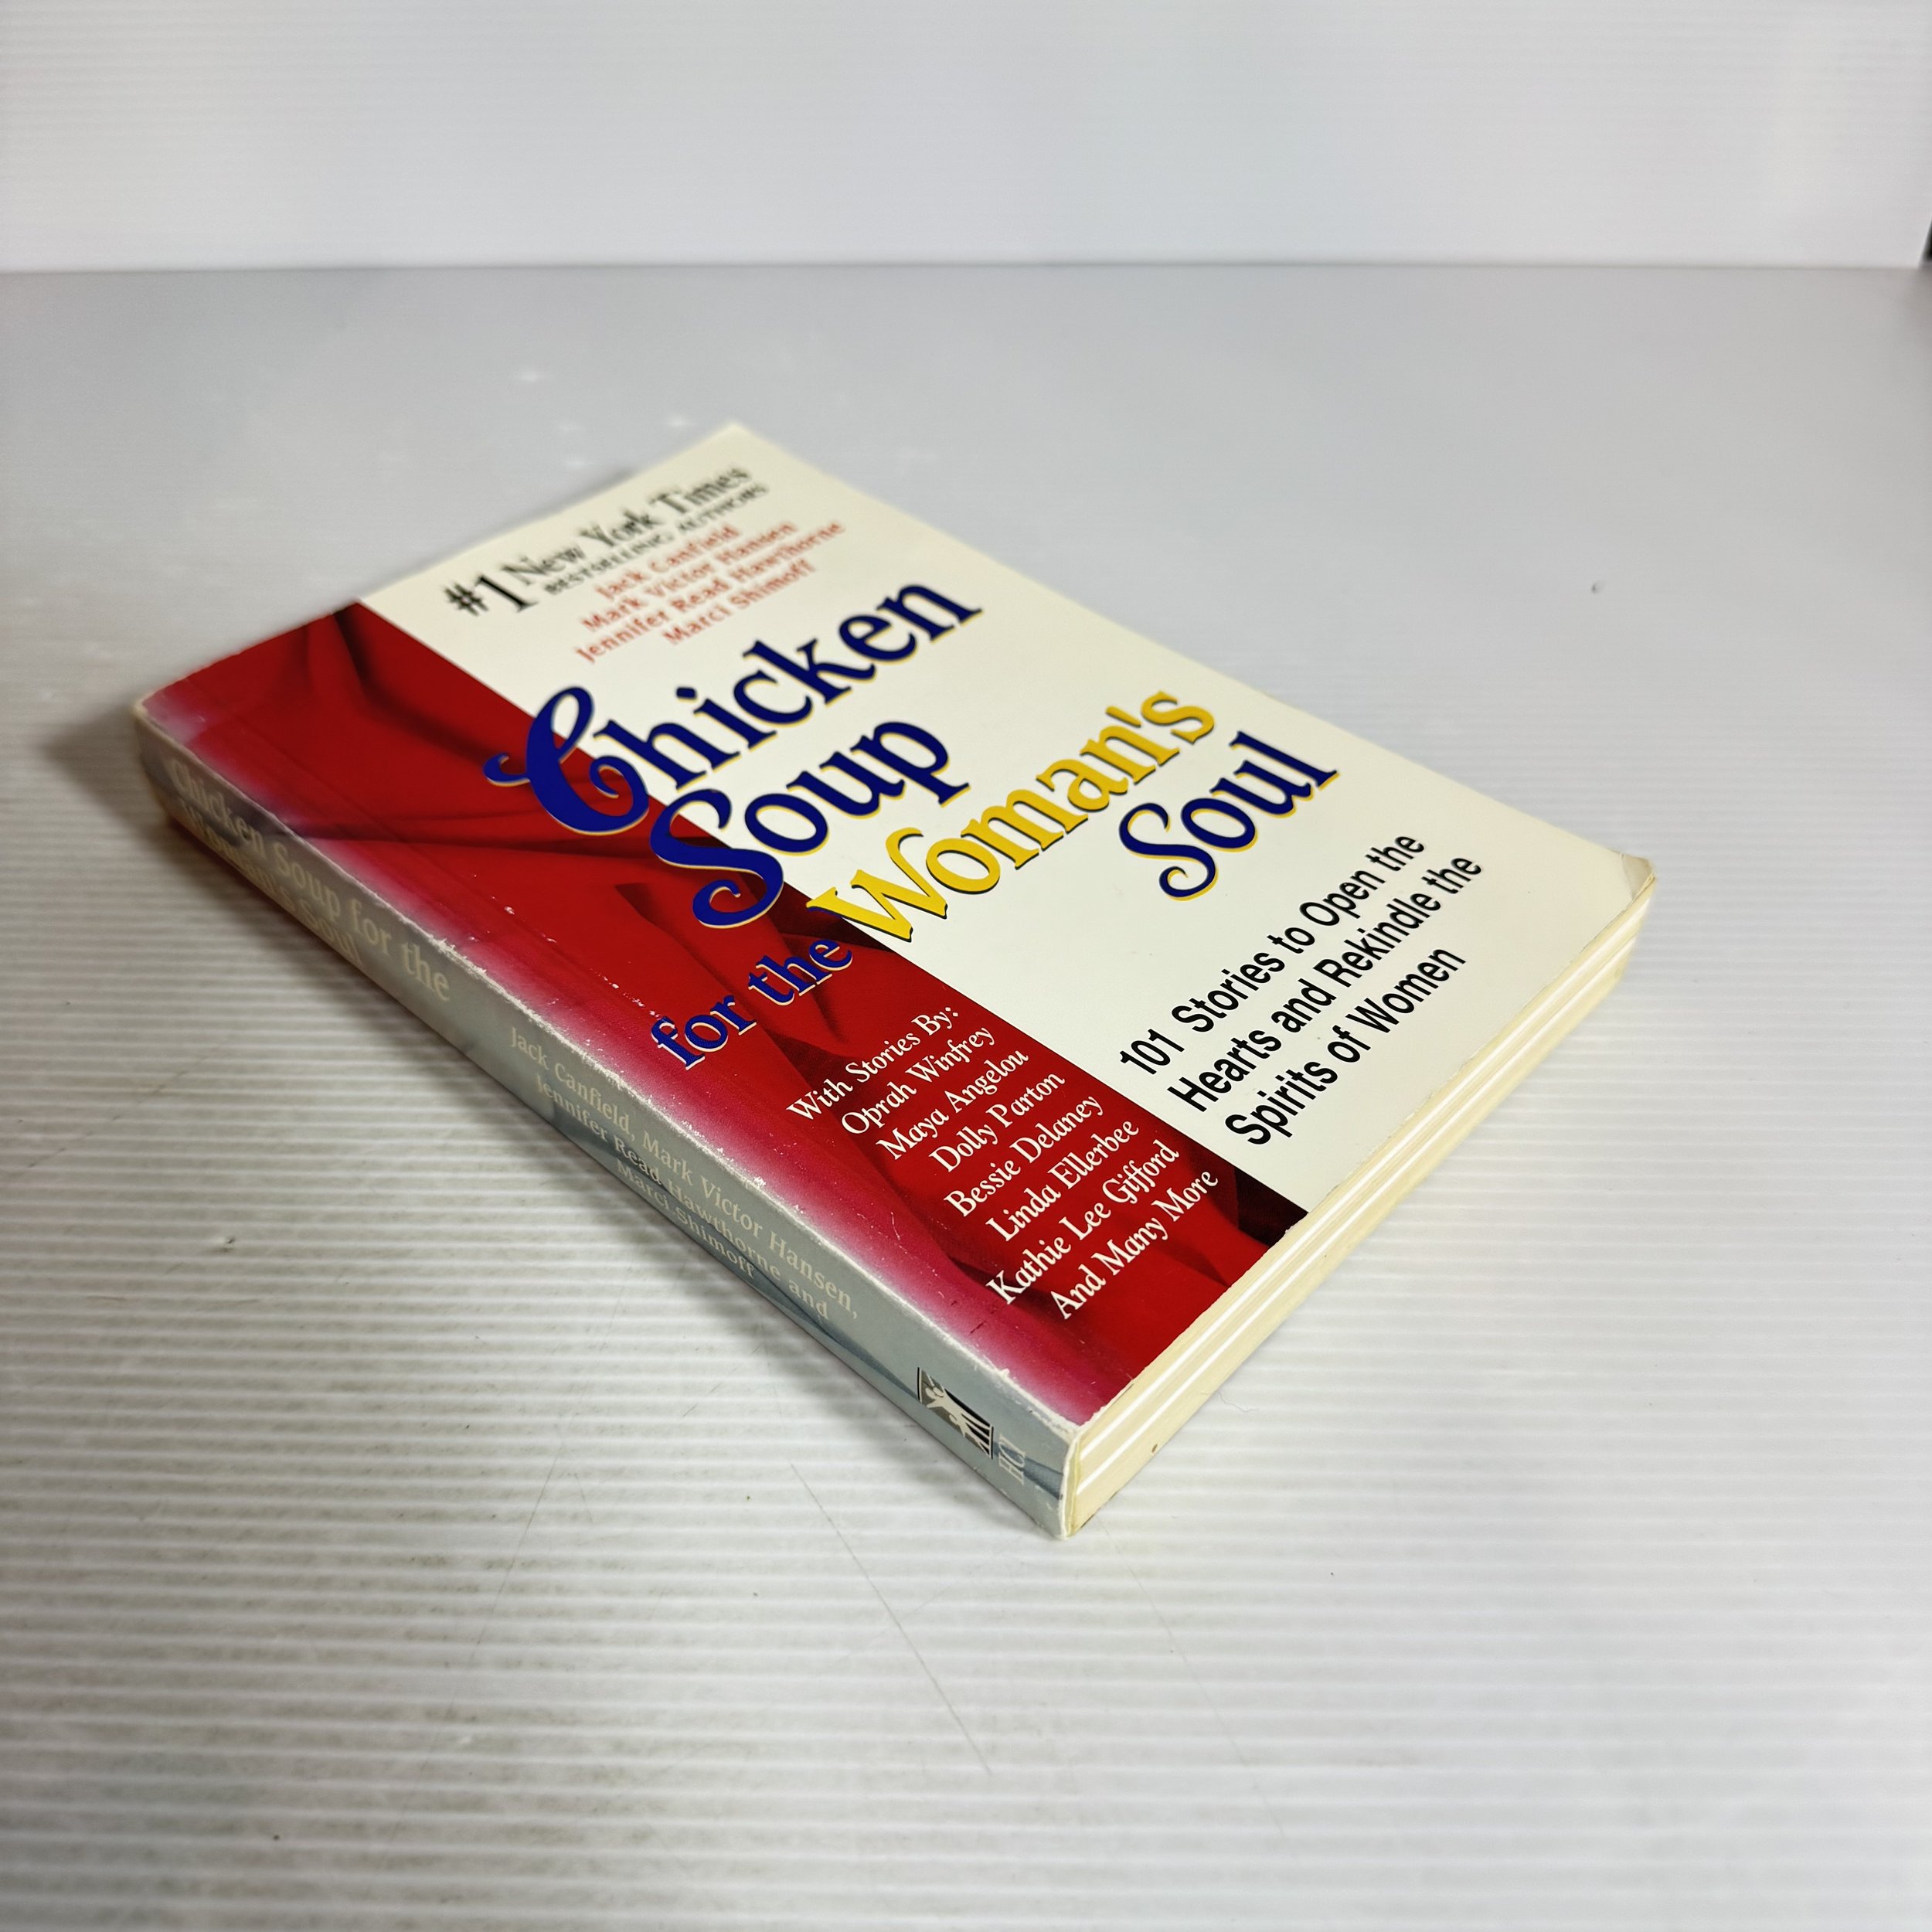 #1 New York Times
BESTSELLING AUTHORS
Jack Canfield
Mark Victor Hansen
Jennifer Read Hawthorne
Marci Shimoff
Chicken
Soup
for the Woman's
Soul
101 Stories to Open the
Hearts and Rekindle the
Spirits of Women
With Stories By:
Oprah Winfrey
Maya Angelou
Dolly Parton
Bessie Delaney
Linda Ellerbee
Kathie Lee Gifford
And Many More
Chicken Soup for the
Woman's Soul
Jack Canfield, Mark Victor Hansen,
Jennifer Read Hawthorne and
Marci Shimoff
HCI